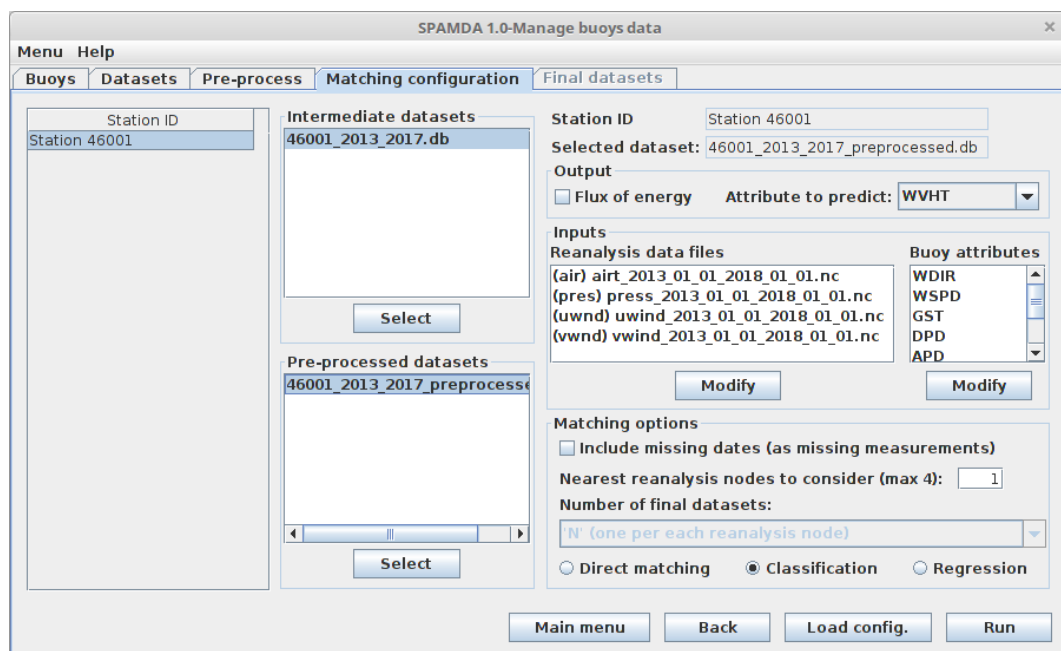 SPAMDA 1.0-Manage buoys data
Menu Help
Buoys Datasets Pre-process Matching configuration Final datasets
Station ID
Station 46001
Intermediate datasets
46001_2013_2017.db
Select
Pre-processed datasets
46001_2013_2017_preprocesse
Select
Station ID Station 46001
Selected dataset: 46001_2013_2017_preprocessed.db
Output
Flux of energy Attribute to predict: WVHT
Inputs
Reanalysis data files
(air) airt_2013_01_01_2018_01_01.nc
(pres) press_2013_01_01_2018_01_01.nc
(uwnd) uwind_2013_01_01_2018_01_01.nc
(vwnd) vwind_2013_01_01_2018_01_01.nc
Modify
Buoy attributes
WDIR
WSPD
GST
DPD
APD
Modify
Matching options
Include missing dates (as missing measurements)
Nearest reanalysis nodes to consider (max 4): 1
Number of final datasets:
'N' (one per each reanalysis node)
Direct matching Classification Regression
Main menu Back Load config. Run